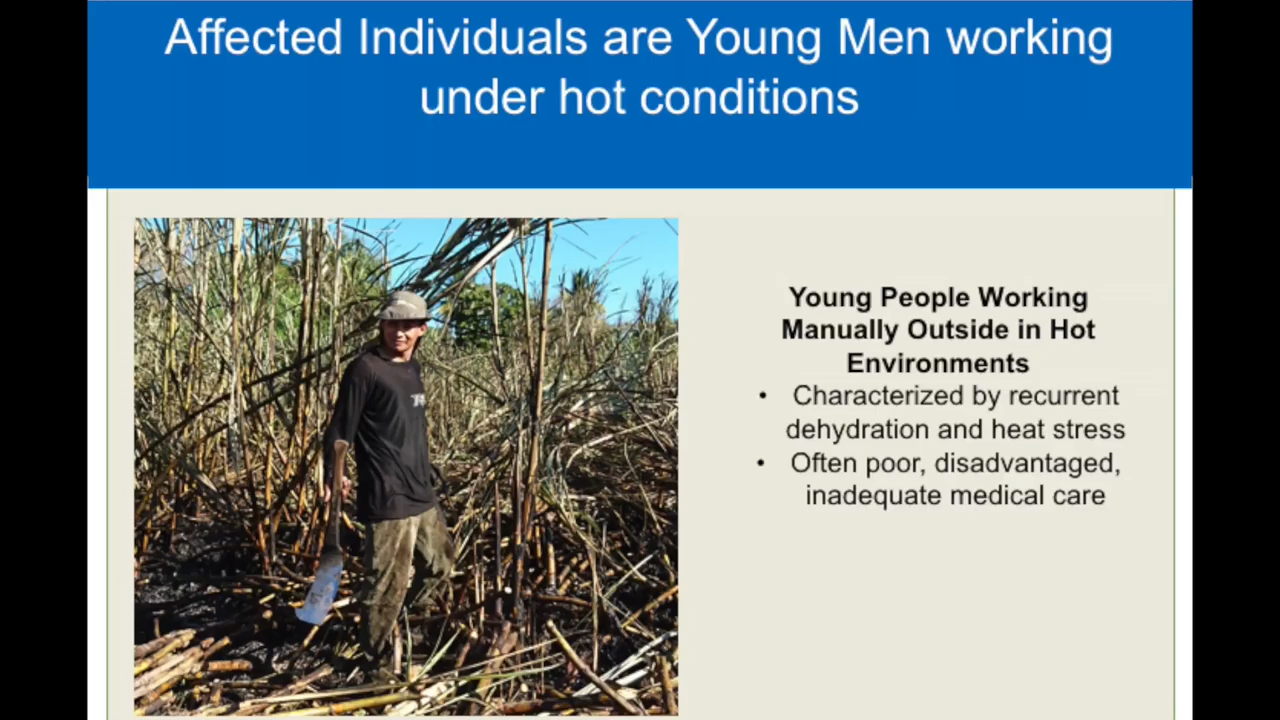 Affected Individuals are Young Men working
under hot conditions
Young People Working
Manually Outside in Hot
Environments
• Characterized by recurrent
dehydration and heat stress
• Often poor, disadvantaged,
inadequate medical care